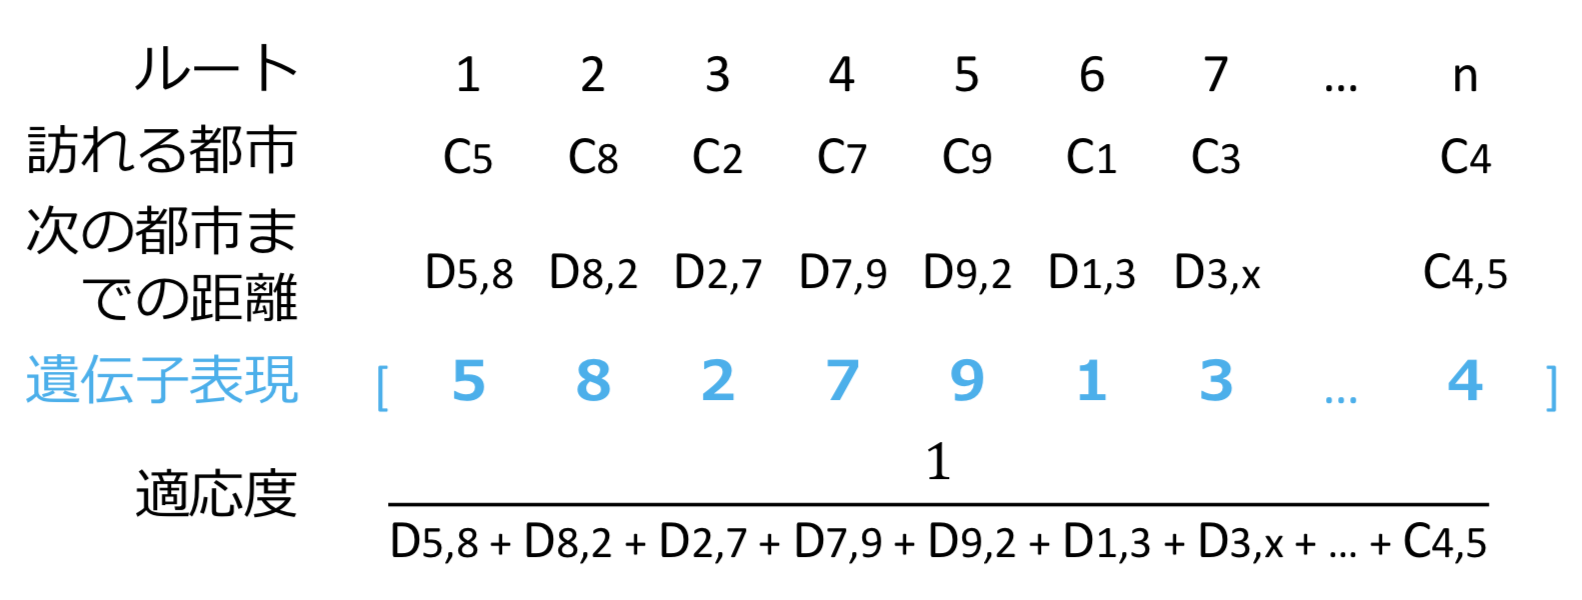 ルート 1 2 3 4 5 6 7 … n
訪れる都市 C5 C8 C2 C7 C9 C1 C3 C4
次の都市ま
での距離 D5,8 D8,2 D2,7 D7,9 D9,2 D1,3 D3,x C4,5
遺伝子表現 [ 5 8 2 7 9 1 3 … 4 ]
1
適応度
D5,8 + D8,2 + D2,7 + D7,9 + D9,2 + D1,3 + D3,x + … + C4,5